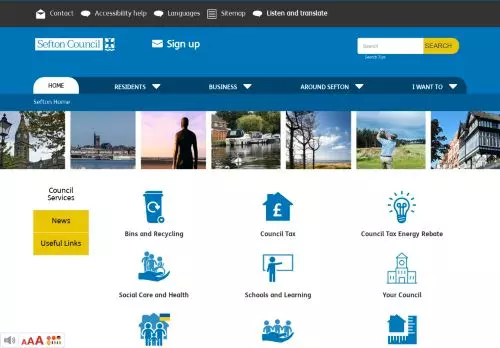 Contact Accessibility help Languages Sitemap Listen and translate
Sefton Council
Sign up
Search SEARCH
Search Tips
HOME RESIDENTS BUSINESS AROUND SEFTON I WANT TO
Sefton Home
Council
Services
News
Useful Links
Bins and Recycling Council Tax Council Tax Energy Rebate
Social Care and Health Schools and Learning Your Council
AAA